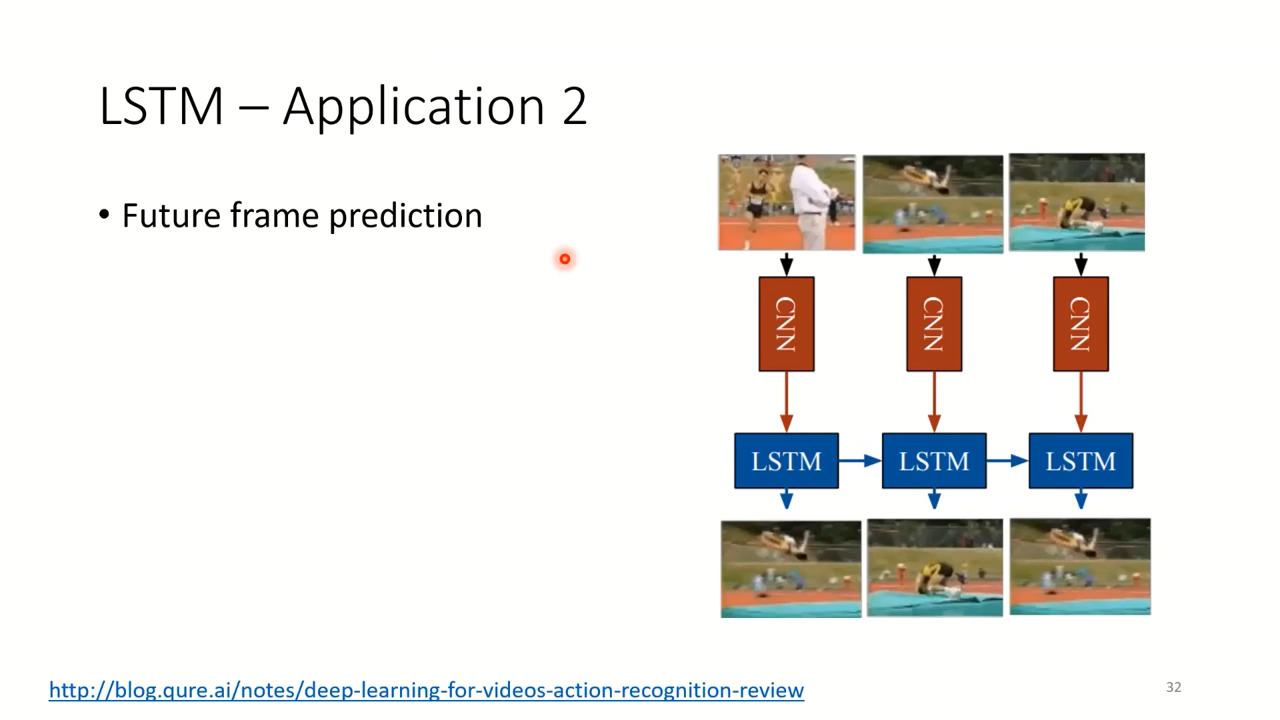 LSTM – Application 2
• Future frame prediction
CNN
CNN
CNN
LSTM
LSTM
LSTM
http://blog.qure.ai/notes/deep-learning-for-videos-action-recognition-review
32